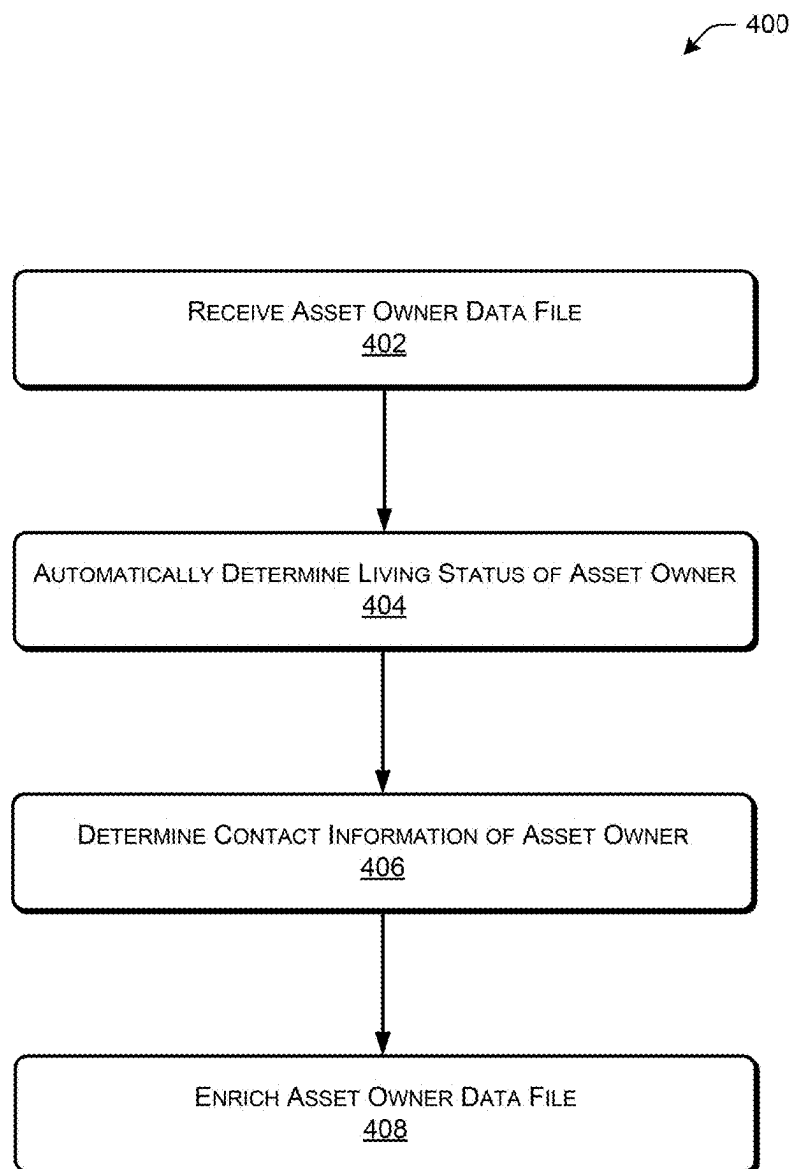 400
RECEIVE ASSET OWNER DATA FILE
402
AUTOMATICALLY DETERMINE LIVING STATUS OF ASSET OWNER
404
DETERMINE CONTACT INFORMATION OF ASSET OWNER
406
ENRICH ASSET OWNER DATA FILE
408